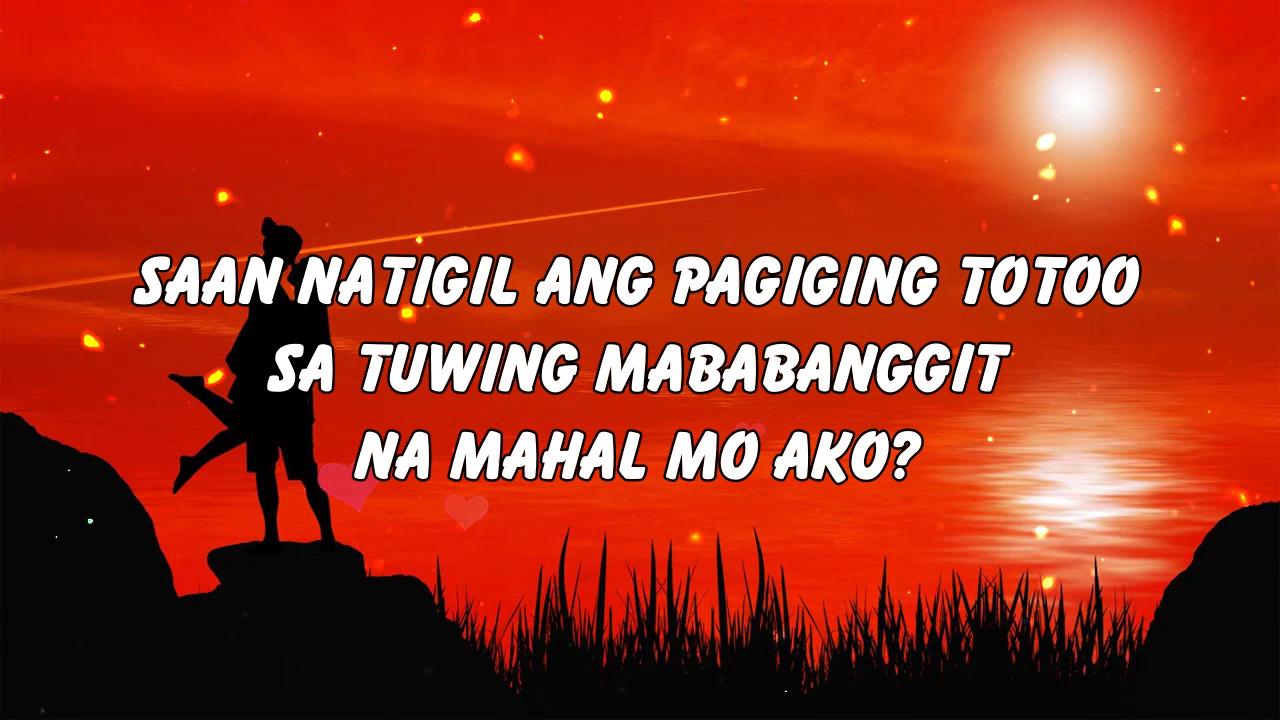 SAAN NATIGIL ANG PAGIGING TOTOO
SA TUWING MABABANGGIT
NA MAHAL MO AKO?